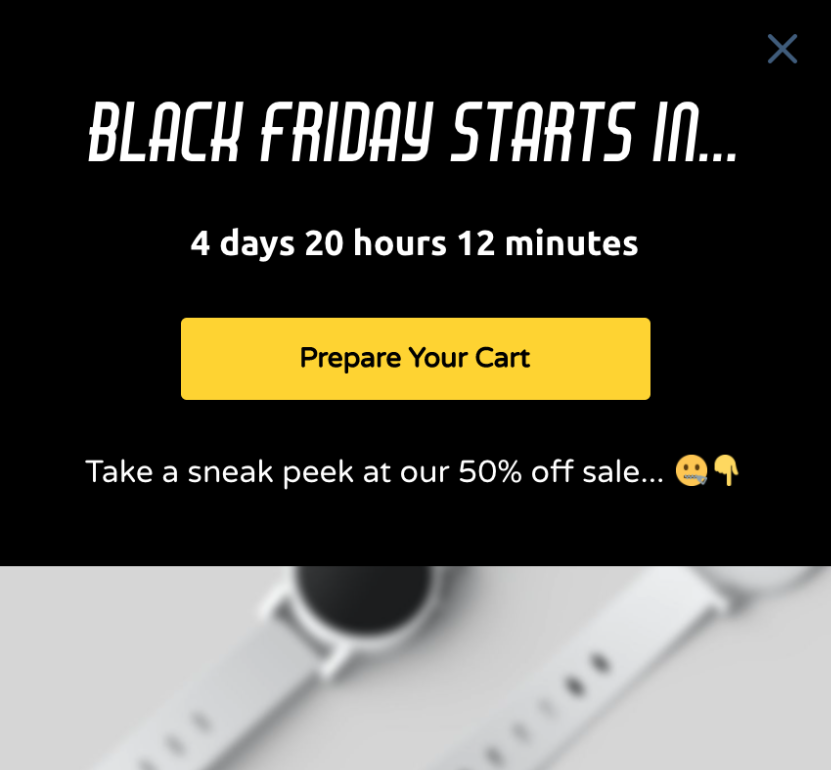 BLACK FRIDAY STARTS IN...
4 days 20 hours 12 minutes
Prepare Your Cart
Take a sneak peek at our 50% off sale... 🤐👇